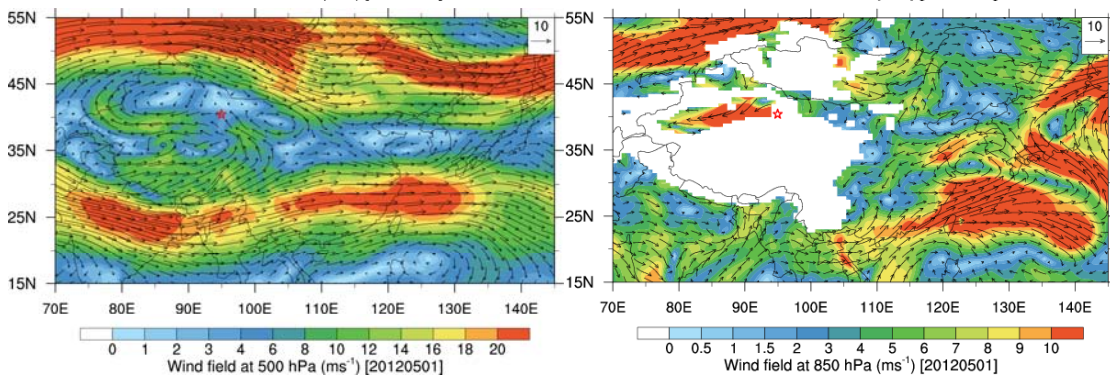 10
10
55N
45N
35N
25N
15N
70E 80E 90E 100E 110E 120E 130E 140E
0 1 2 3 6 8 10 12 14 16 18 20
Wind field at 500 hPa (ms⁻¹) [20120501]
55N
45N
35N
25N
15N
70E 80E 90E 100E 110E 120E 130E 140E
0 0.5 1 1.5 2 3 4 5 6 7 8 9 10
Wind field at 850 hPa (ms⁻¹) [20120501]